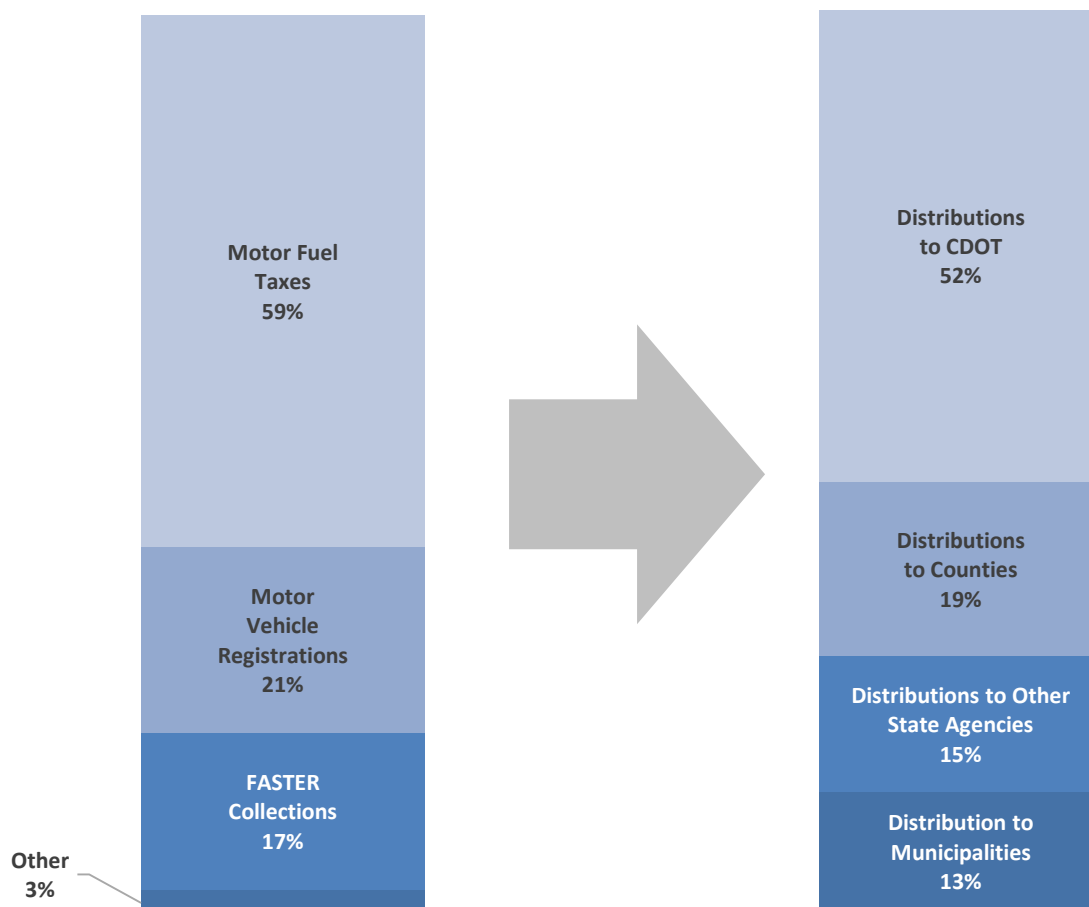 Motor Fuel
Taxes
59%
Motor
Vehicle
Registrations
21%
FASTER
Collections
17%
Other
3%
Distributions
to CDOT
52%
Distributions
to Counties
19%
Distributions to Other
State Agencies
15%
Distribution to
Municipalities
13%